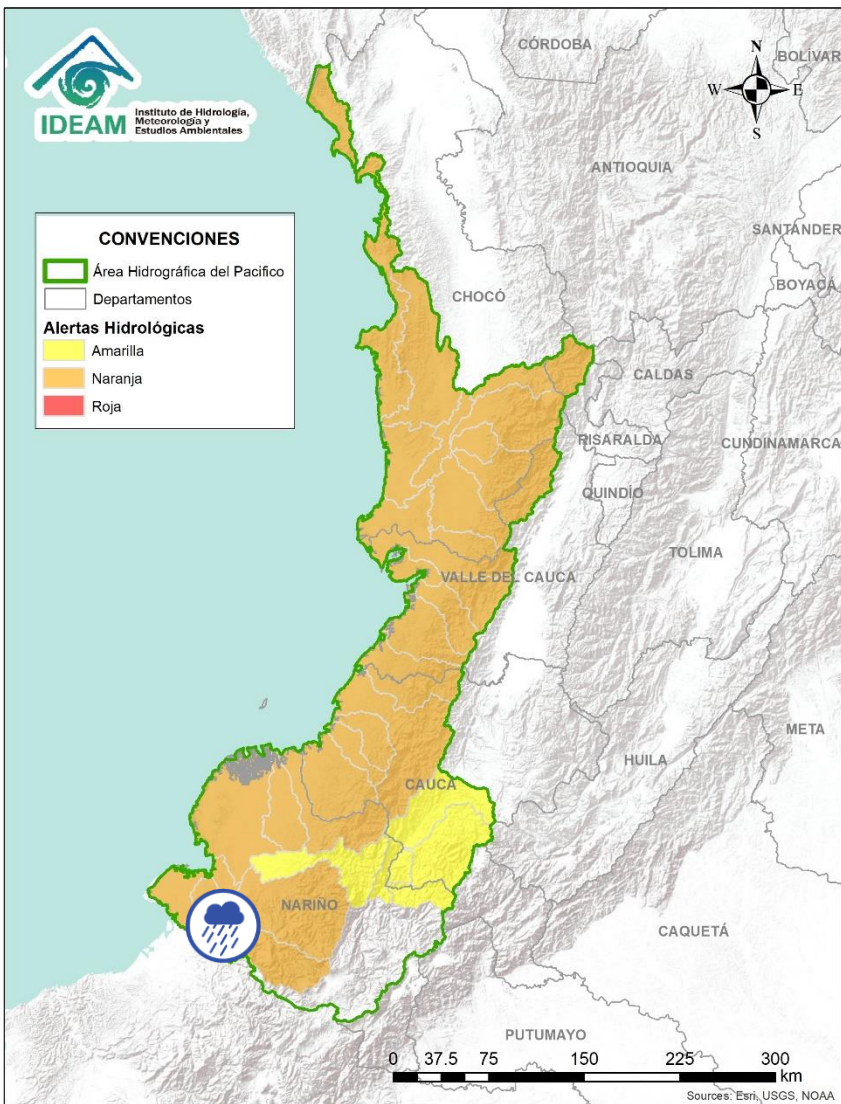 IDEAM
Instituto de Hidrología,
Meteorología y
Estudios Ambientales
CÓRDOBA
BOLÍVAR
N
W
E
S
ANTIOQUIA
SANTANDER
BOYACÁ
CONVENCIONES
Área Hidrográfica del Pacifico
Departamentos
Alertas Hidrológicas
Amarilla
Naranja
Roja
CHOCÓ
CALDAS
RISARALDA
CUNDINAMARCA
QUINDÍO
TOLIMA
VALLE DEL CAUCA
META
HUILA
CAUCA
NARIÑO
CAQUETÁ
PUTUMAYO
0 37.5 75 150 225 300
km
Sources: Esri, USGS, NOAA